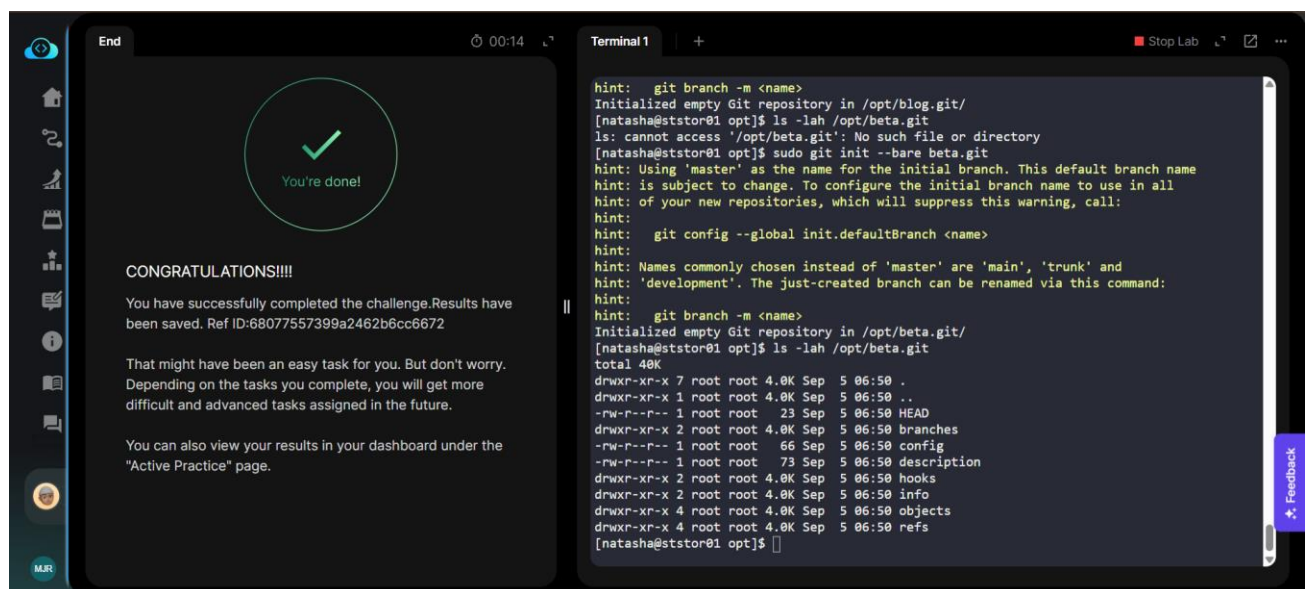 End
00:14
You're done!
CONGRATULATIONS!!!!
You have successfully completed the challenge.Results have
been saved. Ref ID:68077557399a2462b6cc6672
That might have been an easy task for you. But don't worry.
Depending on the tasks you complete, you will get more
difficult and advanced tasks assigned in the future.
You can also view your results in your dashboard under the
"Active Practice" page.
MJR
Terminal 1
+
Stop Lab
hint:   git branch -m <name>
Initialized empty Git repository in /opt/blog.git/
[natasha@ststor01 opt]$ ls -lah /opt/beta.git
ls: cannot access '/opt/beta.git': No such file or directory
[natasha@ststor01 opt]$ sudo git init --bare beta.git
hint: Using 'master' as the name for the initial branch. This default branch name
hint: is subject to change. To configure the initial branch name to use in all
hint: of your new repositories, which will suppress this warning, call:
hint:
hint:   git config --global init.defaultBranch <name>
hint:
hint: Names commonly chosen instead of 'master' are 'main', 'trunk' and
hint: 'development'. The just-created branch can be renamed via this command:
hint:
hint:   git branch -m <name>
Initialized empty Git repository in /opt/beta.git/
[natasha@ststor01 opt]$ ls -lah /opt/beta.git
total 40K
drwxr-xr-x 7 root root 4.0K Sep  5 06:50 .
drwxr-xr-x 1 root root 4.0K Sep  5 06:50 ..
-rw-r--r-- 1 root root   23 Sep  5 06:50 HEAD
drwxr-xr-x 2 root root 4.0K Sep  5 06:50 branches
-rw-r--r-- 1 root root   66 Sep  5 06:50 config
-rw-r--r-- 1 root root   73 Sep  5 06:50 description
drwxr-xr-x 2 root root 4.0K Sep  5 06:50 hooks
drwxr-xr-x 2 root root 4.0K Sep  5 06:50 info
drwxr-xr-x 4 root root 4.0K Sep  5 06:50 objects
drwxr-xr-x 4 root root 4.0K Sep  5 06:50 refs
[natasha@ststor01 opt]$
Feedback